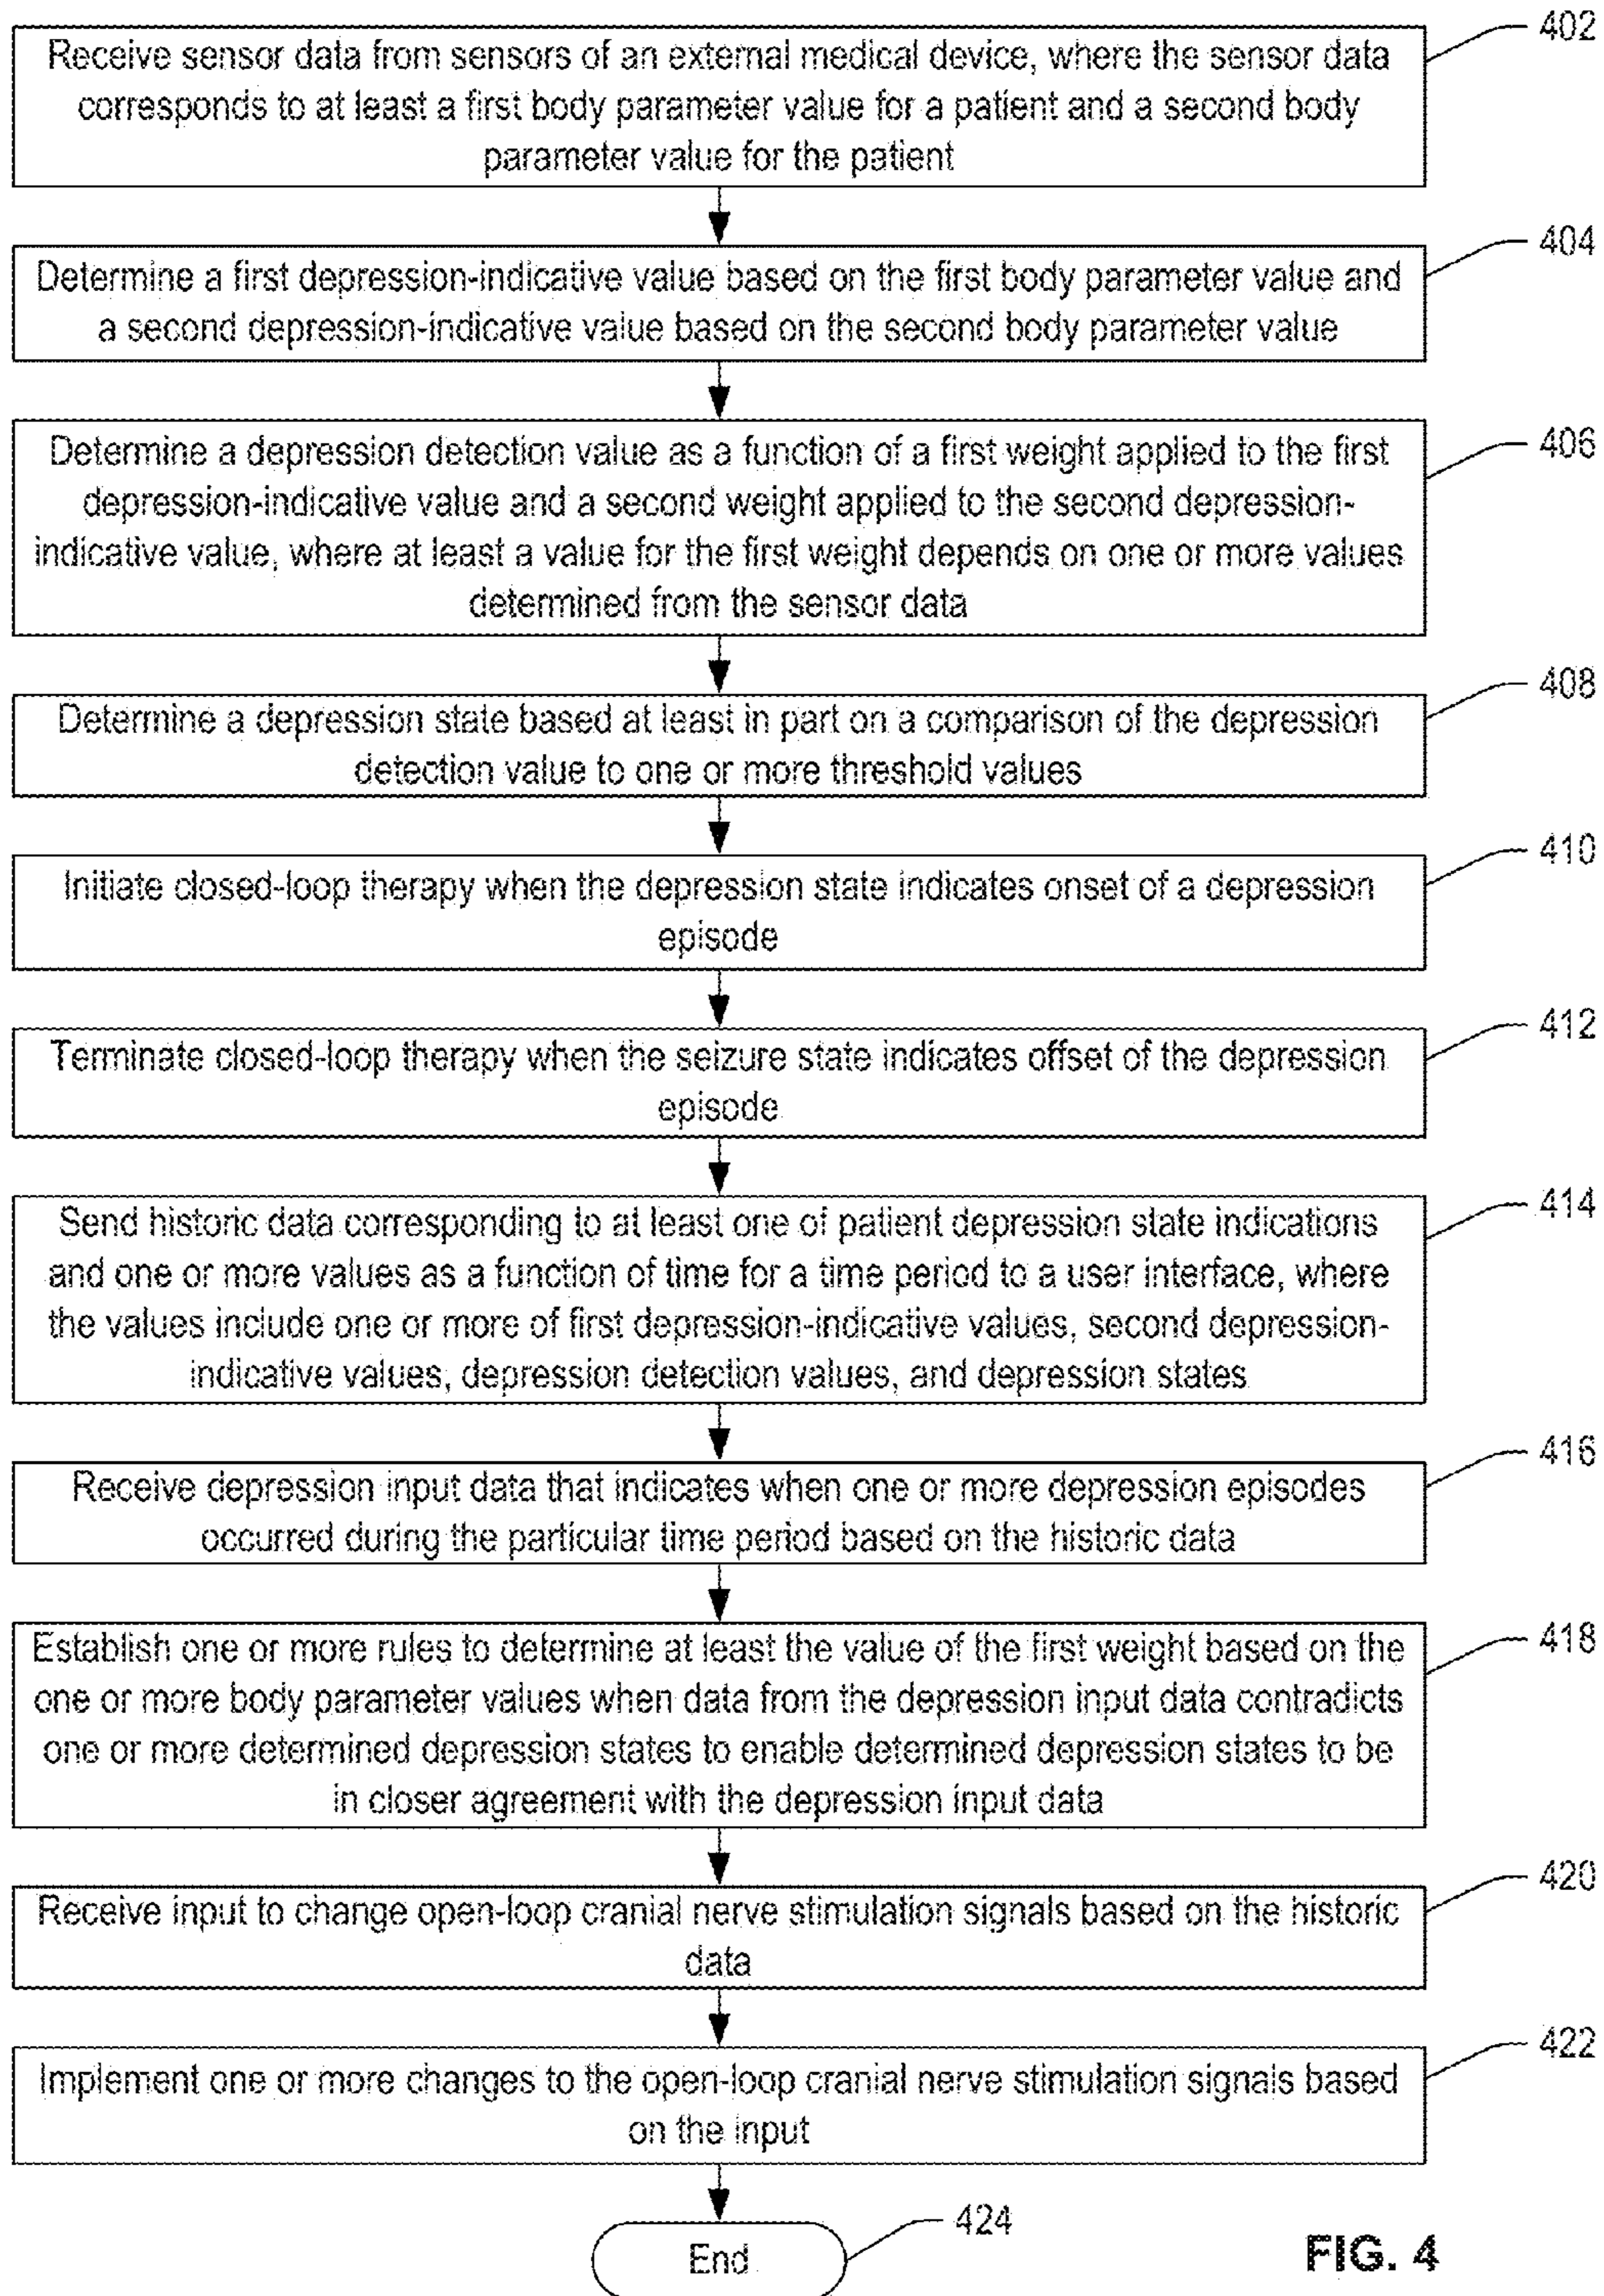 402
Receive sensor data from sensors of an external medical device, where the sensor data
corresponds to at least a first body parameter value for a patient and a second body
parameter value for the patient
404
Determine a first depression-indicative value based on the first body parameter value and
a second depression-indicative value based on the second body parameter value
406
Determine a depression detection value as a function of a first weight applied to the first
depression-indicative value and a second weight applied to the second depression-
indicative value, where at least a value for the first weight depends on one or more values
determined from the sensor data
408
Determine a depression state based at least in part on a comparison of the depression
detection value to one or more threshold values
410
Initiate closed-loop therapy when the depression state indicates onset of a depression
episode
412
Terminate closed-loop therapy when the seizure state indicates offset of the depression
episode
414
Send historic data corresponding to at least one of patient depression state indications
and one or more values as a function of time for a time period to a user interface, where
the values include one or more of first depression-indicative values, second depression-
indicative values, depression detection values, and depression states
416
Receive depression input data that indicates when one or more depression episodes
occurred during the particular time period based on the historic data
418
Establish one or more rules to determine at least the value of the first weight based on the
one or more body parameter values when data from the depression input data contradicts
one or more determined depression states to enable determined depression states to be
in closer agreement with the depression input data
420
Receive input to change open-loop cranial nerve stimulation signals based on the historic
data
422
Implement one or more changes to the open-loop cranial nerve stimulation signals based
on the input
424
End
FIG. 4